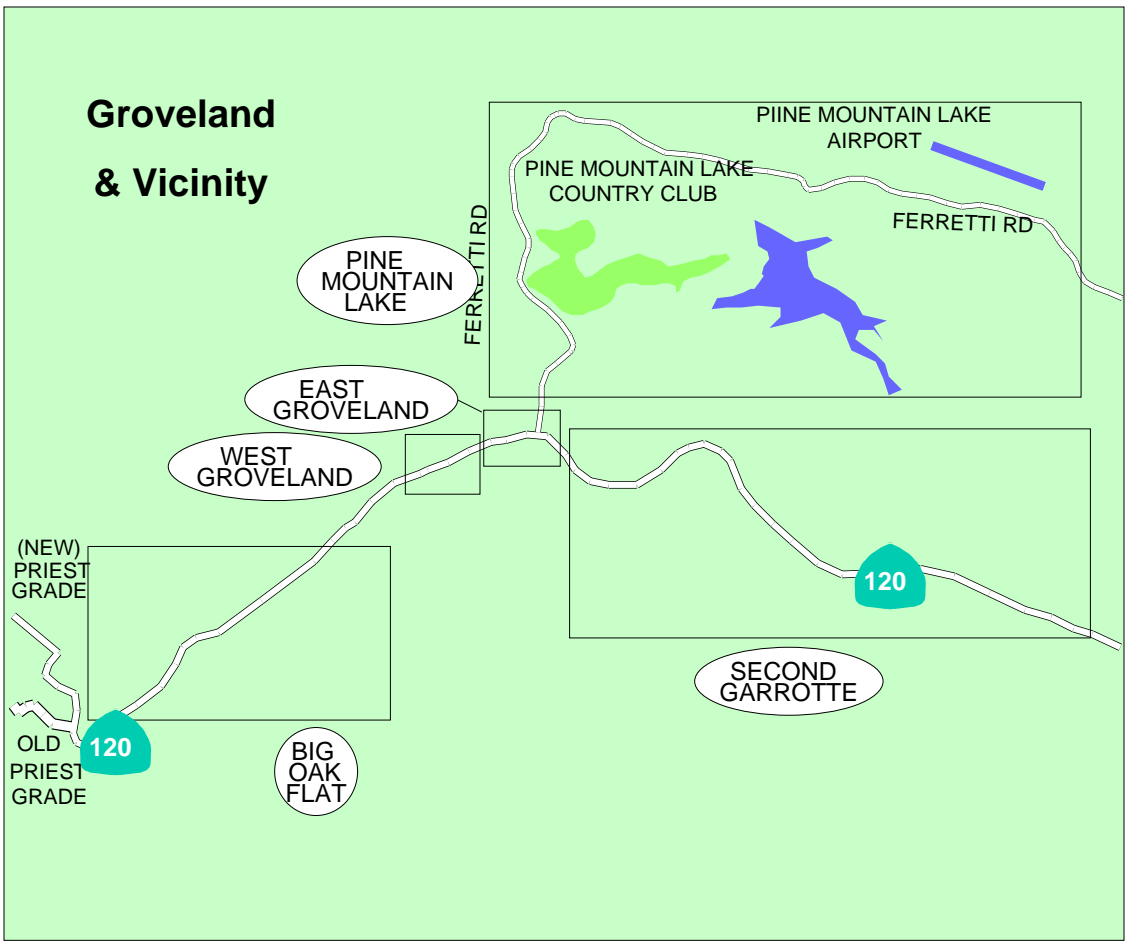 Groveland
& Vicinity
PIINE MOUNTAIN LAKE
AIRPORT
PINE MOUNTAIN LAKE
COUNTRY CLUB
FERRETTI RD
FERRETTI RD
PINE
MOUNTAIN
LAKE
EAST
GROVELAND
WEST
GROVELAND
(NEW)
PRIEST
GRADE
120
SECOND
GARROTTE
OLD
PRIEST
GRADE
120
BIG
OAK
FLAT